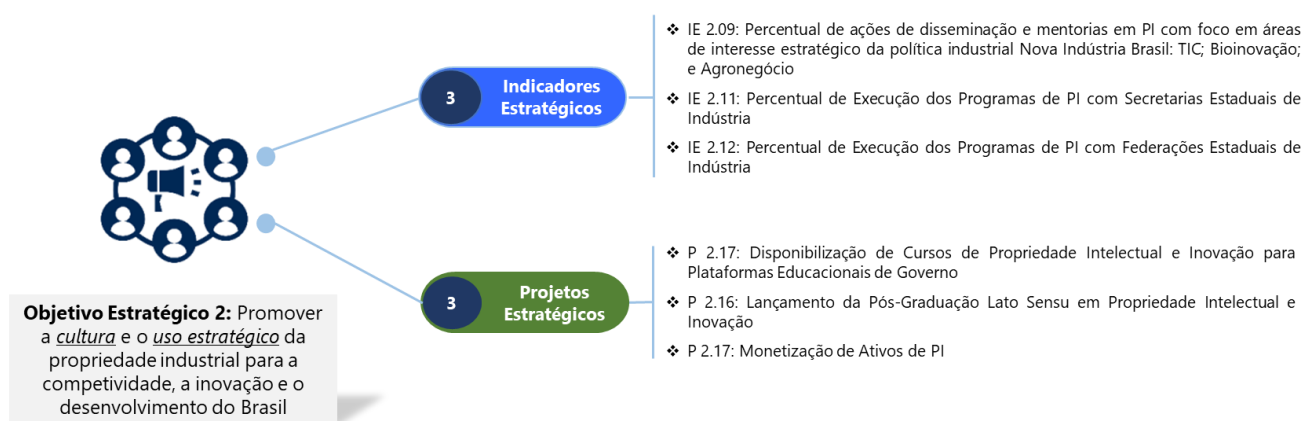 ❖ IE 2.09: Percentual de ações de disseminação e mentorias em PI com foco em áreas
de interesse estratégico da política industrial Nova Indústria Brasil: TIC; Bioinovação;
e Agronegócio
3
Indicadores
Estratégicos
❖ IE 2.11: Percentual de Execução dos Programas de PI com Secretarias Estaduais de
Indústria
❖ IE 2.12: Percentual de Execução dos Programas de PI com Federações Estaduais de
Indústria
❖ P 2.17: Disponibilização de Cursos de Propriedade Intelectual e Inovação para
Plataformas Educacionais de Governo
3
Projetos
Estratégicos
❖ P 2.16: Lançamento da Pós-Graduação Lato Sensu em Propriedade Intelectual e
Inovação
❖ P 2.17: Monetização de Ativos de PI
Objetivo Estratégico 2: Promover
a cultura e o uso estratégico da
propriedade industrial para a
competividade, a inovação e o
desenvolvimento do Brasil